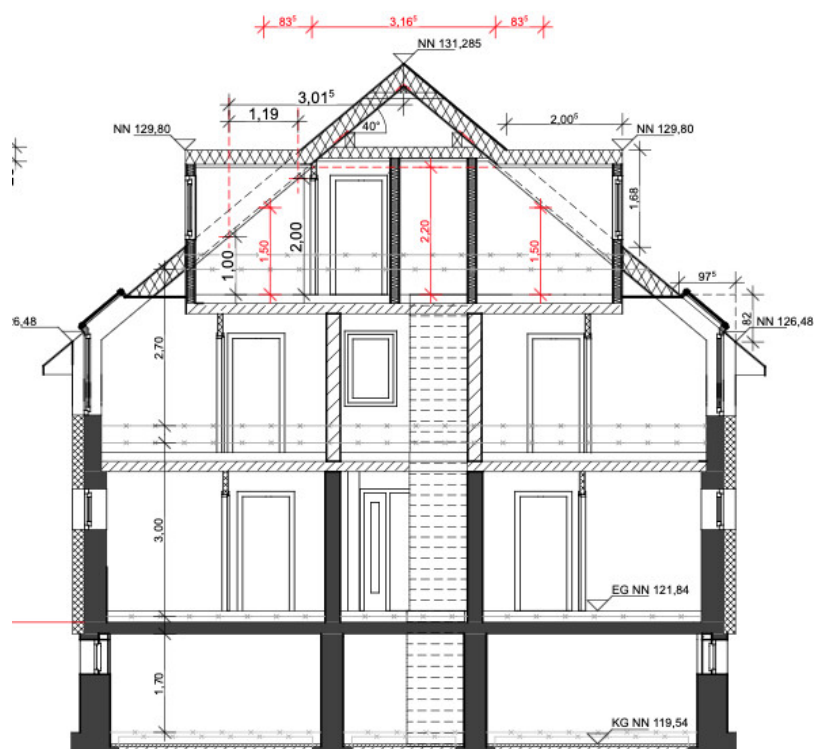 83⁵ 3,16⁵ 83⁵
NN 131,285
3,01⁵
1,19
2,00⁵
40°
NN 129,80
NN 129,80
1,68
2,00
2,20
1,50
1,50
1,00
97⁵
82
6,48
NN 126,48
2,70
3,00
EG NN 121,84
1,70
KG NN 119,54